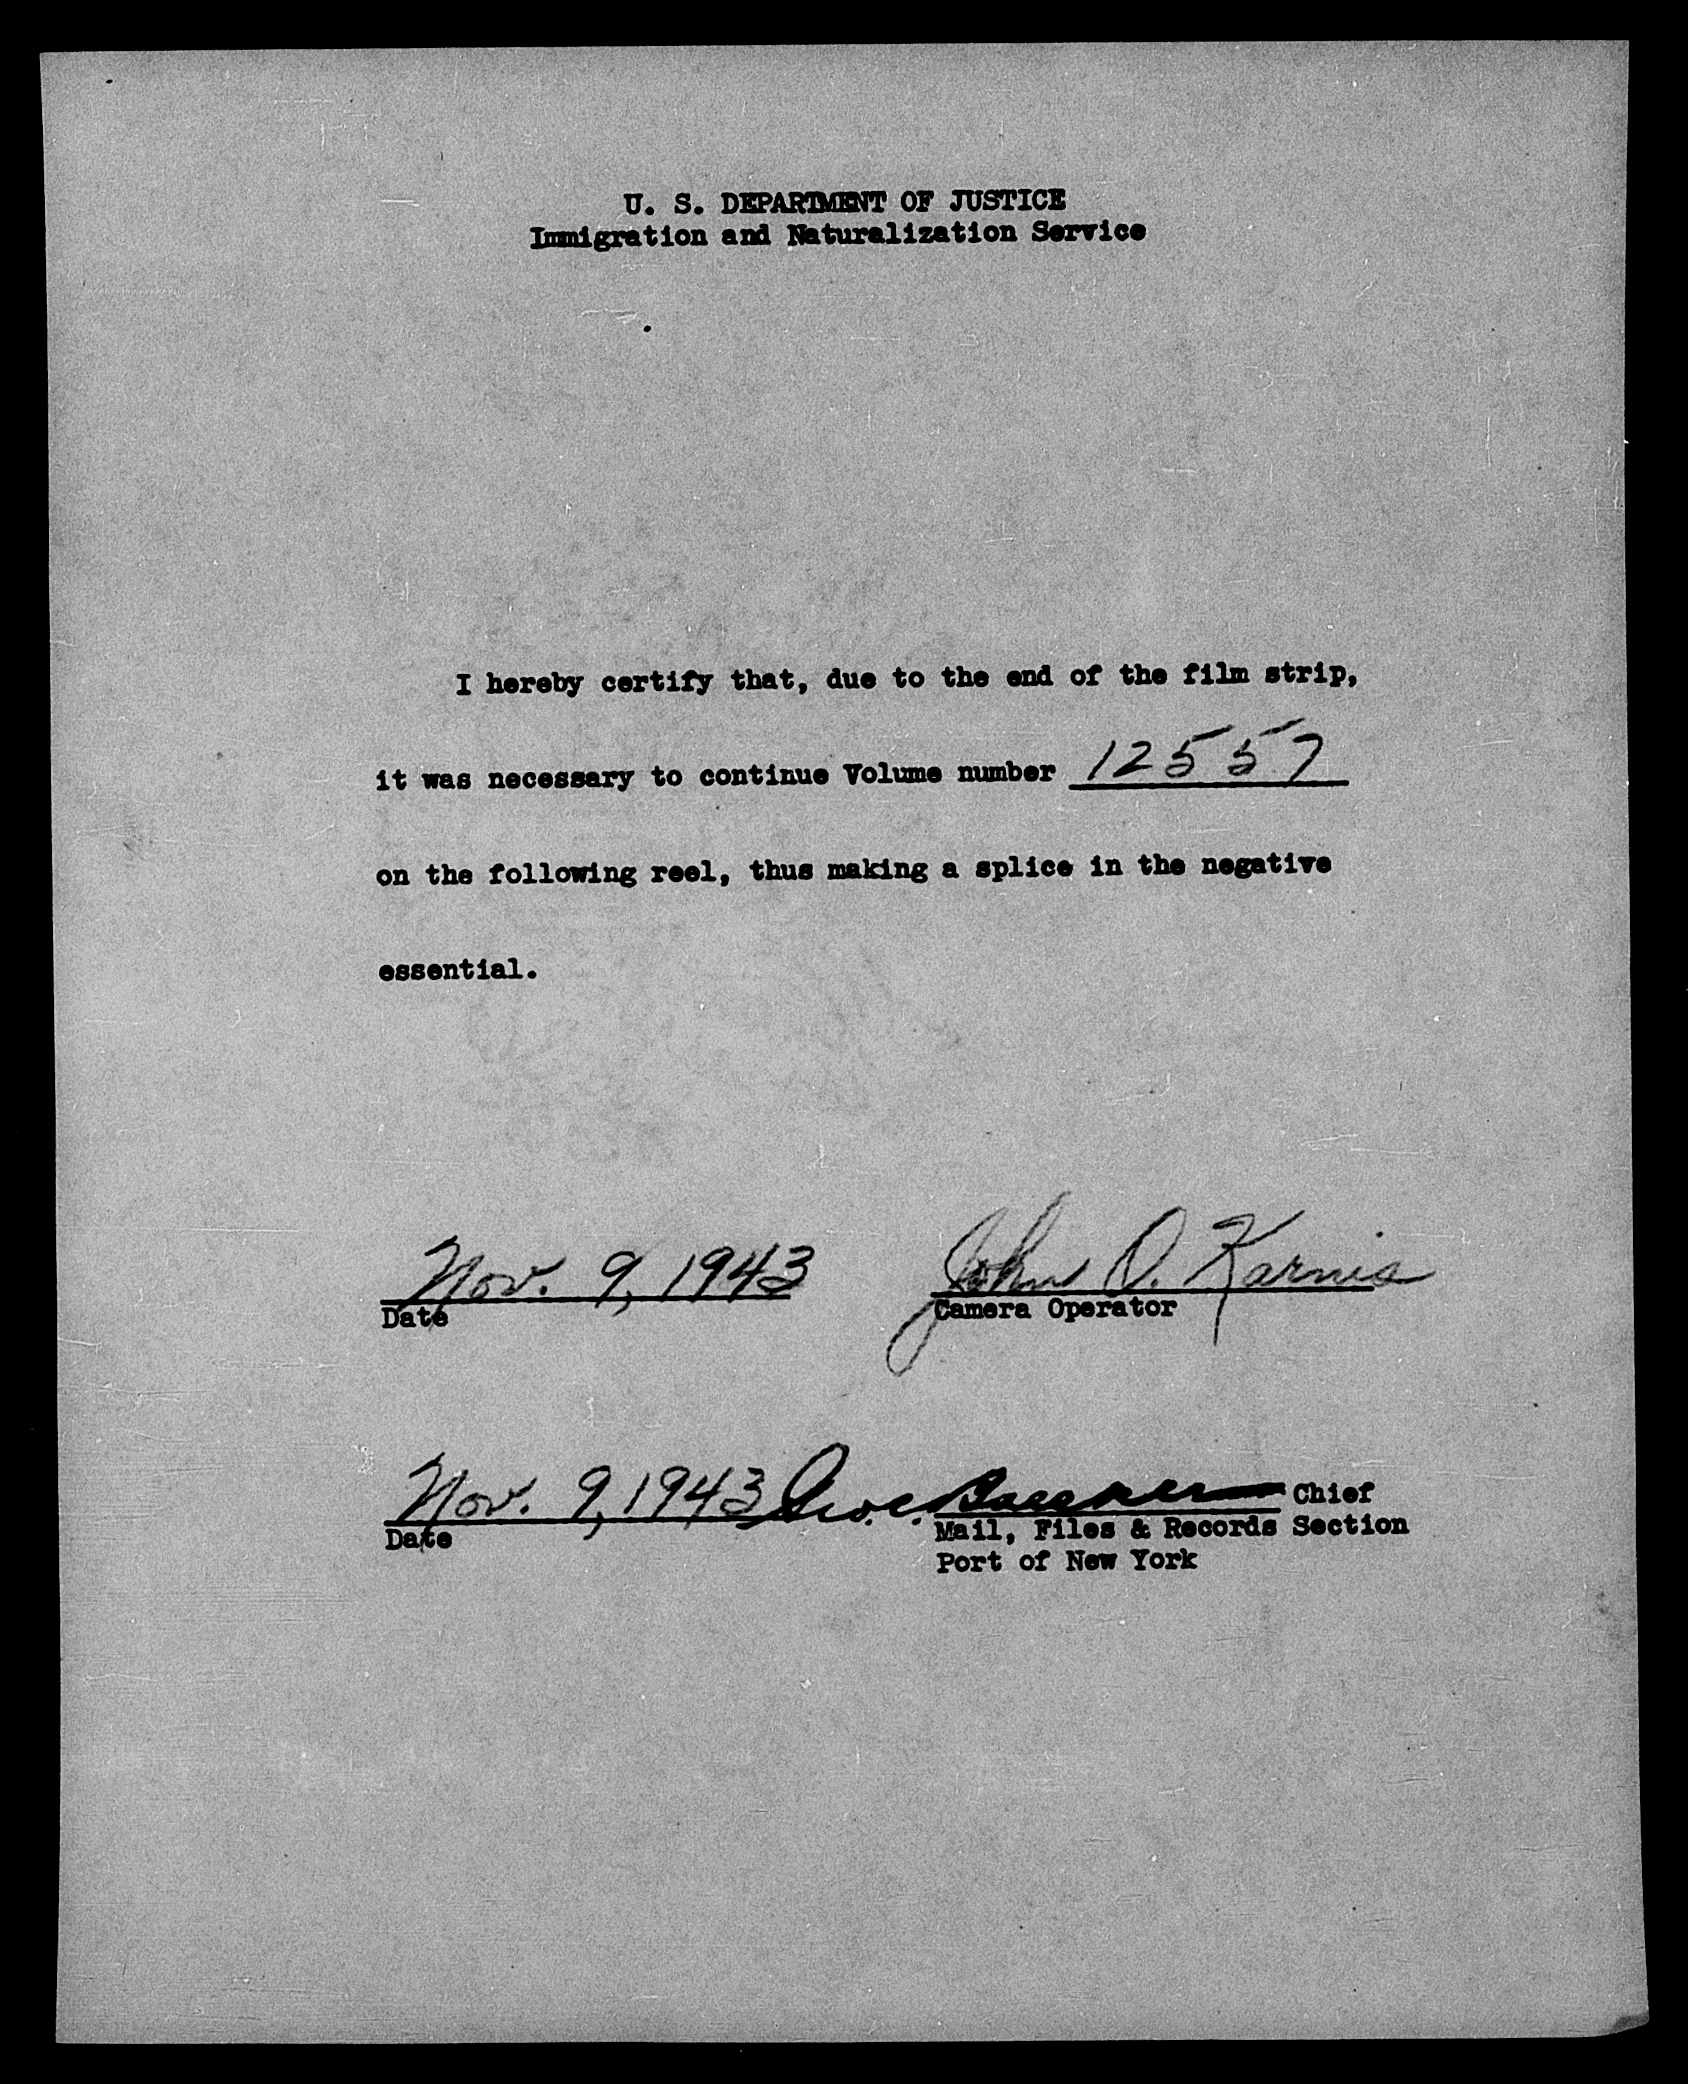 U. S. DEPARTMENT OF JUSTICE
Immigration and Naturalization Service
I hereby certify that, due to the end of the film strip,
it was necessary to continue Volume number 12557
on the following reel, thus making a splice in the negative
essential.
Nov. 9, 1943 John O. Karnis
Date Camera Operator
Nov. 9, 1943 Chief
Date Mail, Files & Records Section
Port of New York